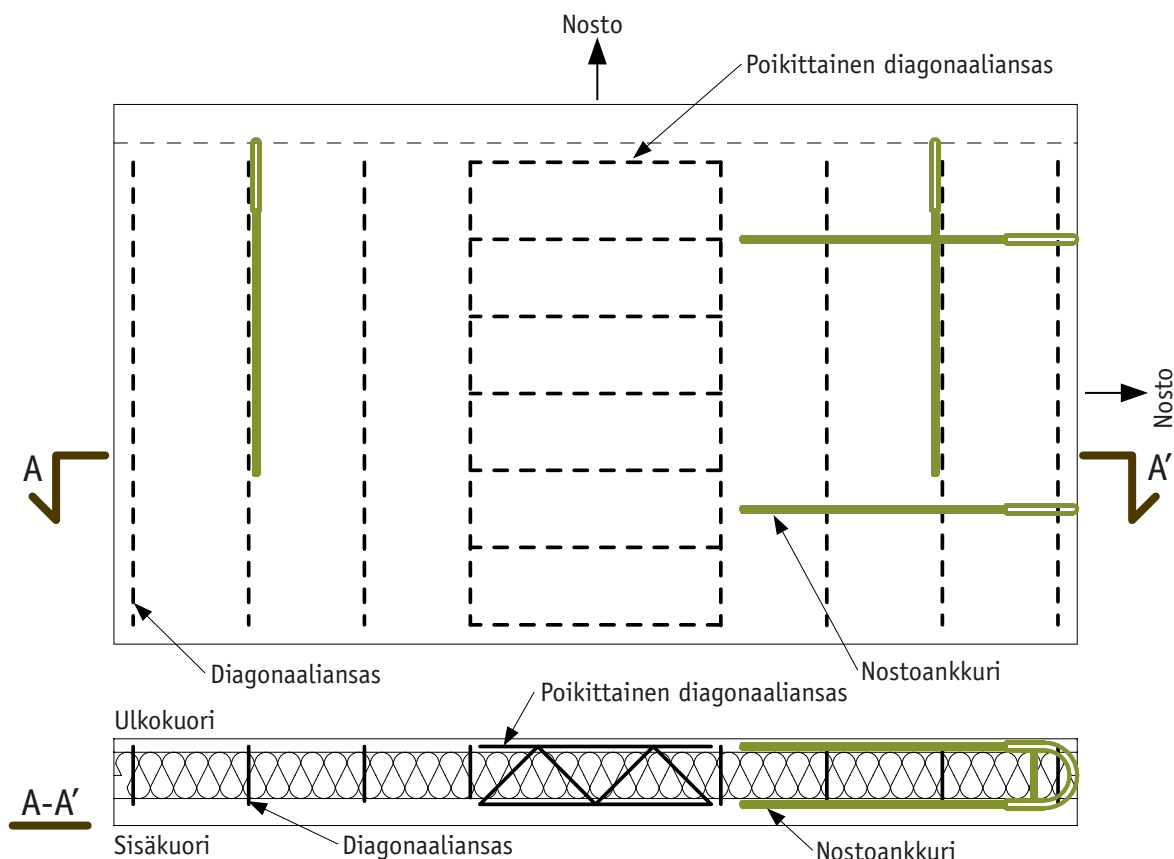 Nosto
Poikittainen diagonaaliansas
Nosto
A
A'
Diagonaaliansas
Nostoankkuri
Poikittainen diagonaaliansas
Ulkokuori
A-A'
Sisäkuori
Diagonaaliansas
Nostoankkuri